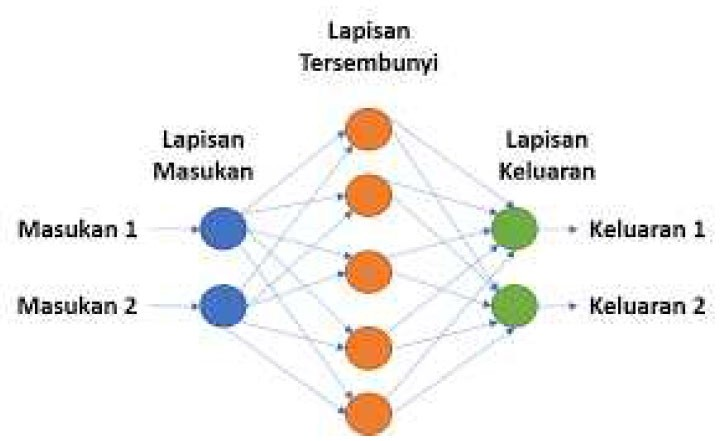 Lapisan
Tersembunyi
Lapisan
Masukan
Lapisan
Keluaran
Masukan 1
Keluaran 1
Masukan 2
Keluaran 2